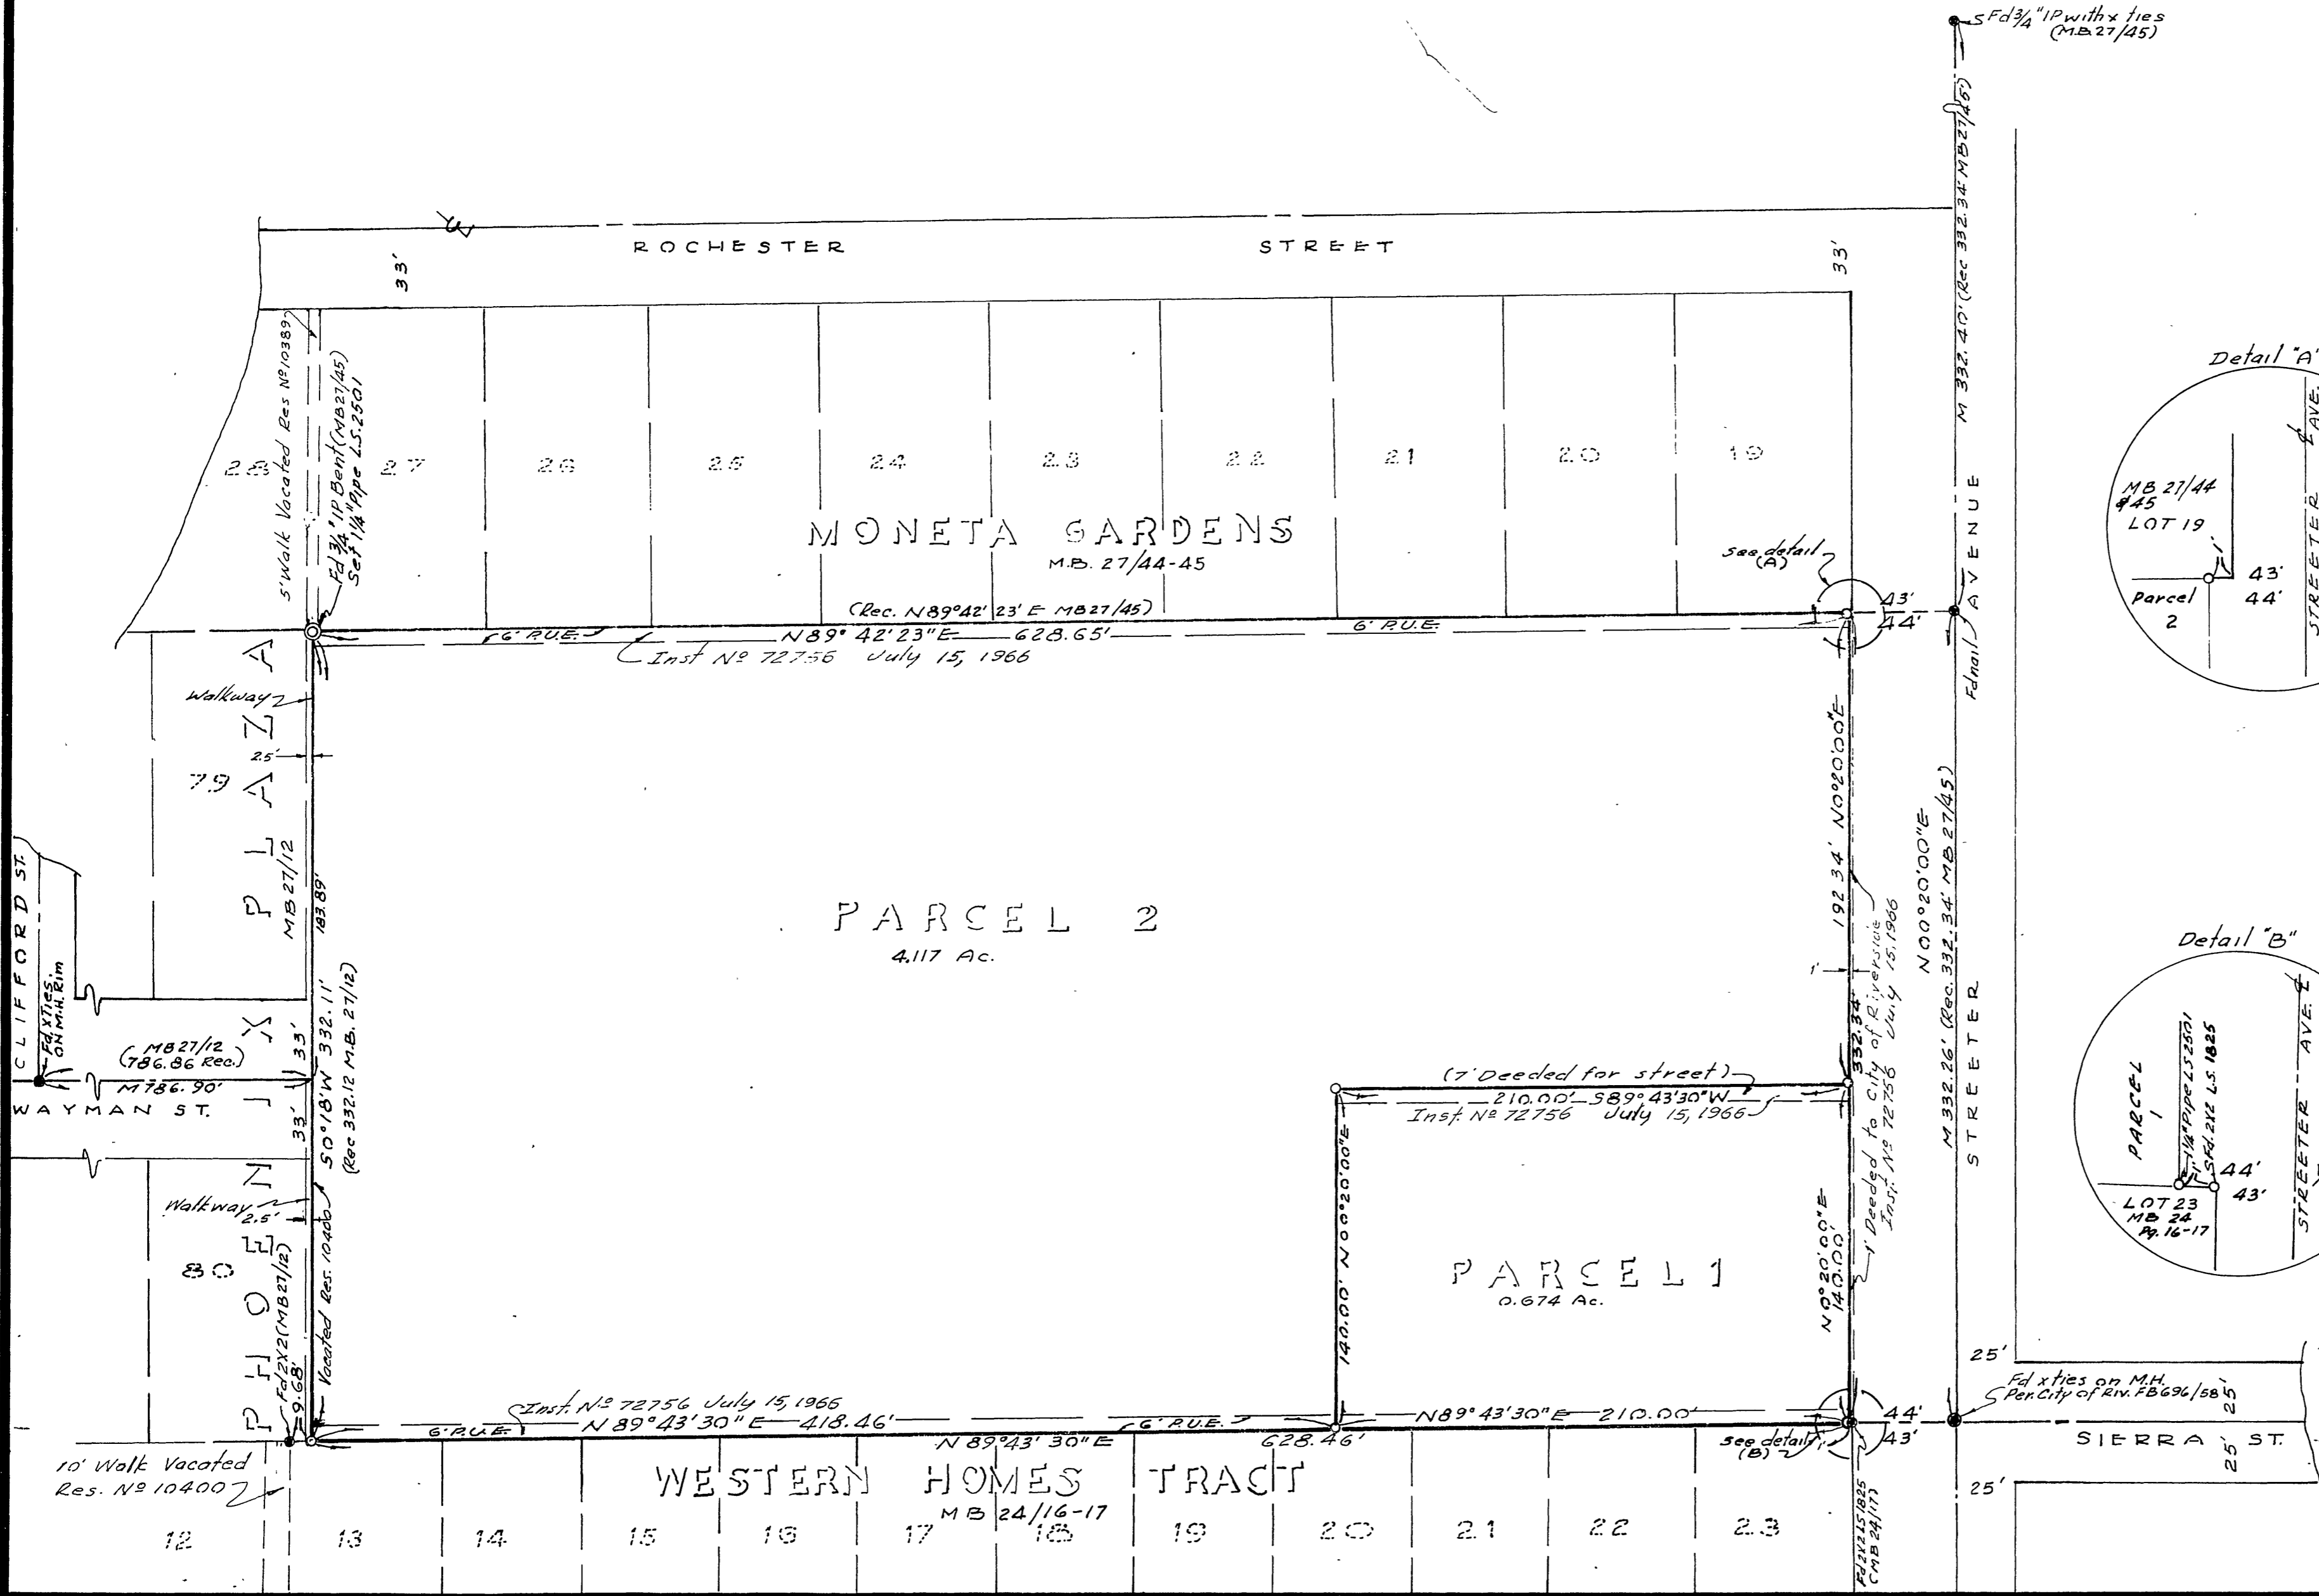 Fd 3/4" IP with x ties
(M.B. 27/45)
M 332.40' (Rec 332.34' MB27/45)
ROCHESTER STREET
33'
33'
5' Walk Vacated Res Nº 10389
Fd 3/4" IP Bent (MB27/45)
Set 1 1/4" Pipe L.S. 2501
28
27
26
25
24
23
22
21
20
19
MONETA GARDENS
M.B. 27/44-45
see detail
(A)
43'
44'
1'
Fd nail
STREETER AVENUE
Detail "A"
MB 27/44
& 45
LOT 19
1'
43'
44'
Parcel
2
STREETER AVE.
(Rec. N89°42'23"E MB27/45)
6' P.U.E.
N89°42'23"E 628.65'
6' P.U.E.
Inst Nº 72756 July 15, 1966
Walkway
2.5'
79
PHOENIX PLAZA
MB 27/12
183.89'
S0°18'W 332.11'
(Rec 332.12 M.B. 27/12)
PARCEL 2
4.117 Ac.
192.34' N0°20'00"E
1'
332.34'
1' Deeded to City of Riverside
Inst. Nº 72756 July 15, 1966
N00°20'00"E
M 332.26' (Rec. 332.34' MB 27/45)
CLIFFORD ST.
Fd. x Ties
ON M.H. Rim
MB27/12
(786.86 Rec.)
M 786.90'
WAYMAN ST.
33'
33'
Walkway
2.5'
80
Fd 2X2 (MB27/12)
9.68'
Vacated Res. 10400
(7' Deeded for street)
210.00' S89°43'30"W
Inst. Nº 72756 July 15, 1966
140.00' N00°20'00"E
PARCEL 1
0.674 Ac.
N0°20'00"E
140.00'
Detail "B"
PARCEL
1
1 1/4" Pipe LS 2501
1'
Fd. 2X2 L.S. 1825
44'
43'
LOT 23
MB 24
Pg. 16-17
STREETER AVE.
25'
Fd x ties on M.H.
Per. City of Riv. FB696/58
25'
SIERRA ST.
25'
25'
44'
43'
Inst. Nº 72756 July 15, 1966
6' P.U.E.
N 89°43'30"E 418.46'
6' P.U.E.
N89°43'30"E 210.00'
N 89°43'30"E 628.46'
see detail
(B)
1'
Fd 2X2 LS 1825
(MB 24/17)
10' Walk Vacated
Res. Nº 10400
WESTERN HOMES TRACT
MB 24/16-17
12
13
14
15
16
17
18
19
20
21
22
23